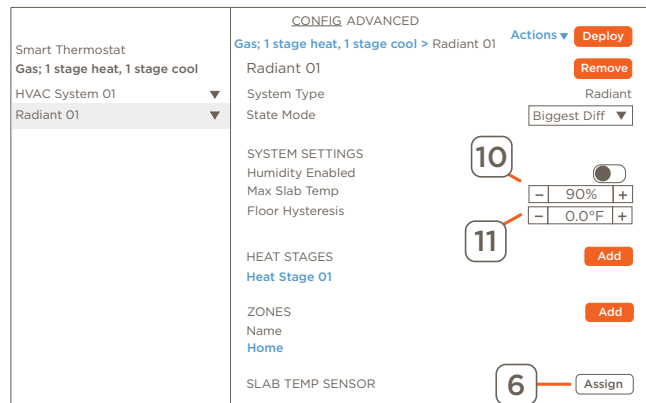 Smart Thermostat
Gas; 1 stage heat, 1 stage cool
HVAC System 01
Radiant 01
CONFIG ADVANCED
Gas; 1 stage heat, 1 stage cool > Radiant 01
Actions
Deploy
Radiant 01
Remove
System Type Radiant
State Mode Biggest Diff
SYSTEM SETTINGS
10
Humidity Enabled
Max Slab Temp - 90% +
Floor Hysteresis - 0.0°F +
11
HEAT STAGES Add
Heat Stage 01
ZONES Add
Name
Home
SLAB TEMP SENSOR 6 Assign